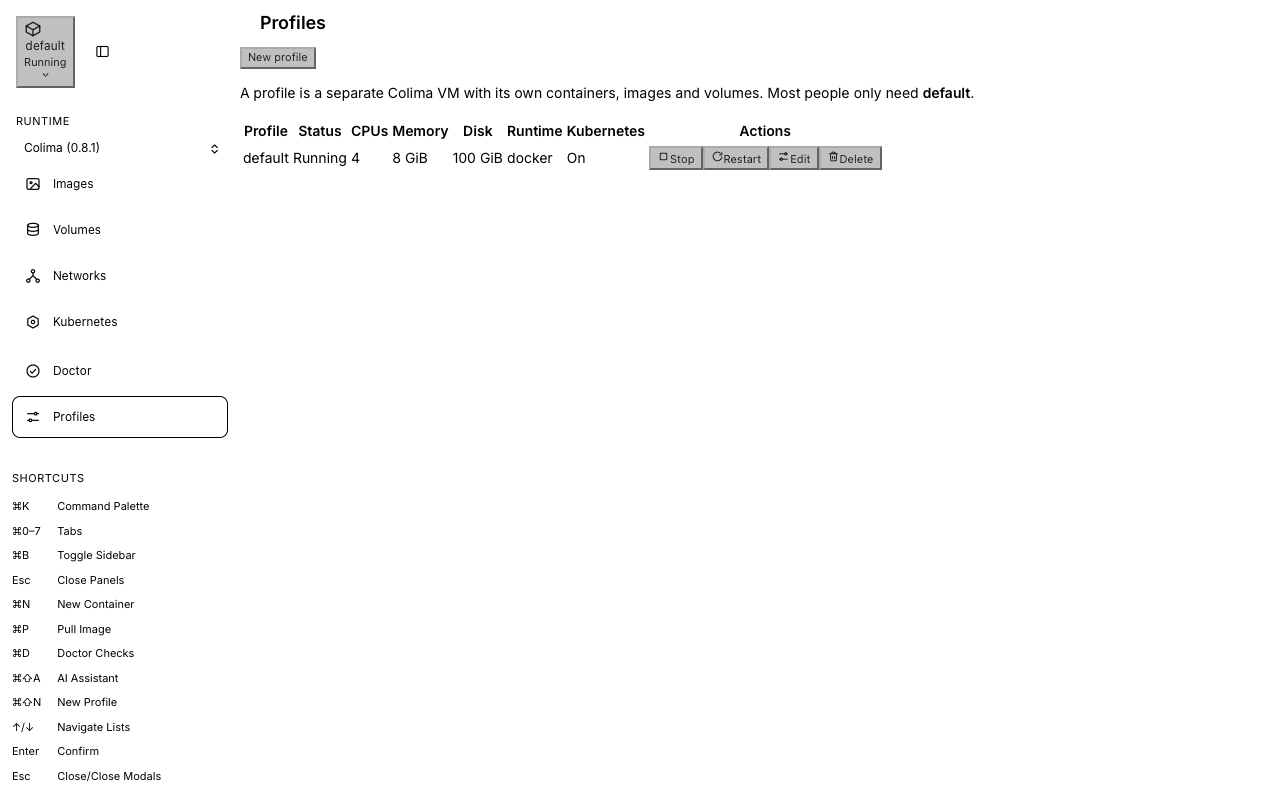 default
Running
RUNTIME
Colima (0.8.1)
Images
Volumes
Networks
Kubernetes
Doctor
Profiles
SHORTCUTS
⌘K Command Palette
⌘0–7 Tabs
⌘B Toggle Sidebar
Esc Close Panels
⌘N New Container
⌘P Pull Image
⌘D Doctor Checks
⌘⇧A AI Assistant
⌘⇧N New Profile
↑/↓ Navigate Lists
Enter Confirm
Esc Close/Close Modals
Profiles
New profile
A profile is a separate Colima VM with its own containers, images and volumes. Most people only need default.
Profile Status CPUs Memory Disk Runtime Kubernetes Actions
default Running 4 8 GiB 100 GiB docker On Stop Restart Edit Delete